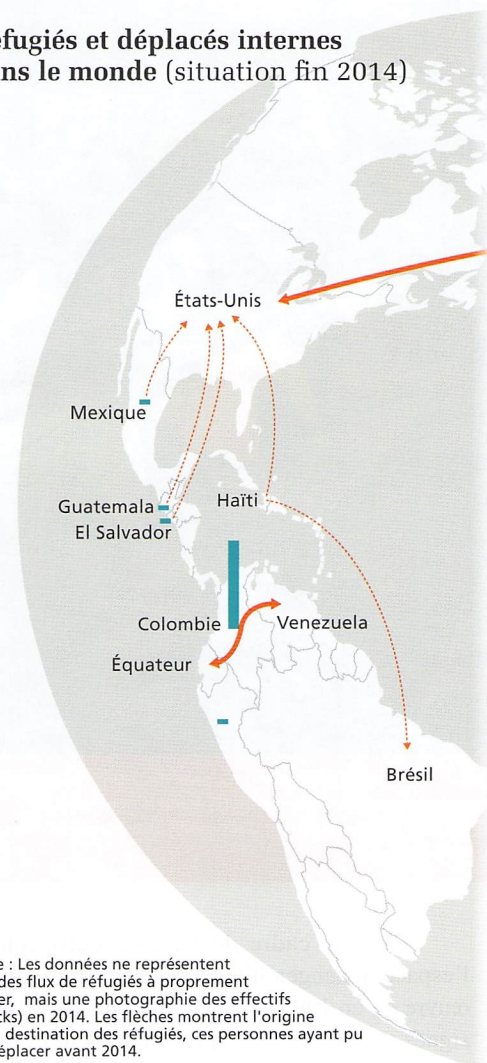 éfugiés et déplacés internes
ns le monde (situation fin 2014)
États-Unis
Mexique
Guatemala
Haïti
El Salvador
Colombie
Venezuela
Équateur
Brésil
e : Les données ne représentent
des flux de réfugiés à proprement
er, mais une photographie des effectifs
cks) en 2014. Les flèches montrent l'origine
destination des réfugiés, ces personnes ayant pu
éplacer avant 2014.